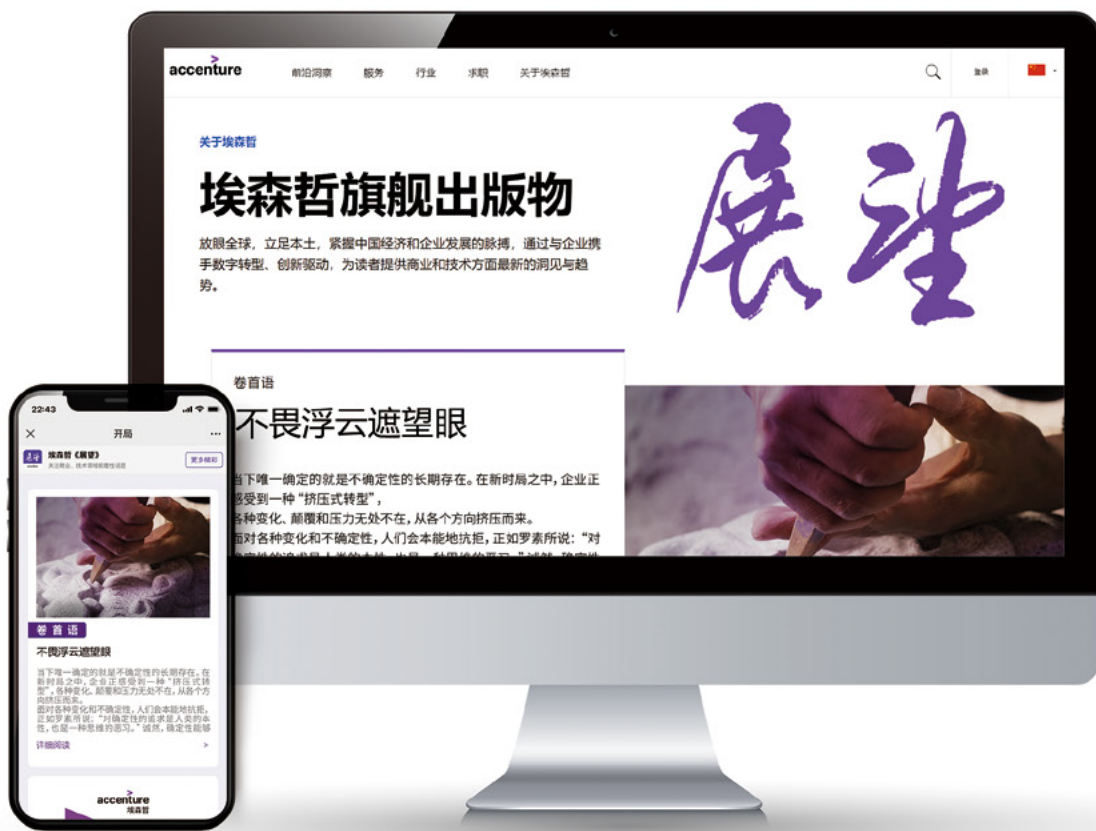 accenture
前沿洞察 服务 行业 求职 关于埃森哲
登录
关于埃森哲
埃森哲旗舰出版物
放眼全球，立足本土，紧握中国经济和企业发展的脉搏，通过与企业携
手数字转型、创新驱动，为读者提供商业和技术方面最新的洞见与趋
势。
展望
卷首语
不畏浮云遮望眼
当下唯一确定的就是不确定性的长期存在。在新时局之中，企业正
感受到一种“挤压式转型”，
各种变化、颠覆和压力无处不在，从各个方向挤压而来。
面对各种变化和不确定性，人们会本能地抗拒，正如罗素所说：“对
22:43
开局
埃森哲《展望》
更多精彩
卷首语
不畏浮云遮望眼
当下唯一确定的就是不确定性的长期存在，在
新时局之中，企业正感受到一种“挤压式转
型”，各种变化、颠覆和压力无处不在，从各个方
向挤压而来。
面对各种变化和不确定性，人们会本能地抗拒，
正如罗素所说：“对确定性的追求是人类的本
性，也是一种思维的恶习。”诚然，确定性能够
详细阅读
accenture
埃森哲